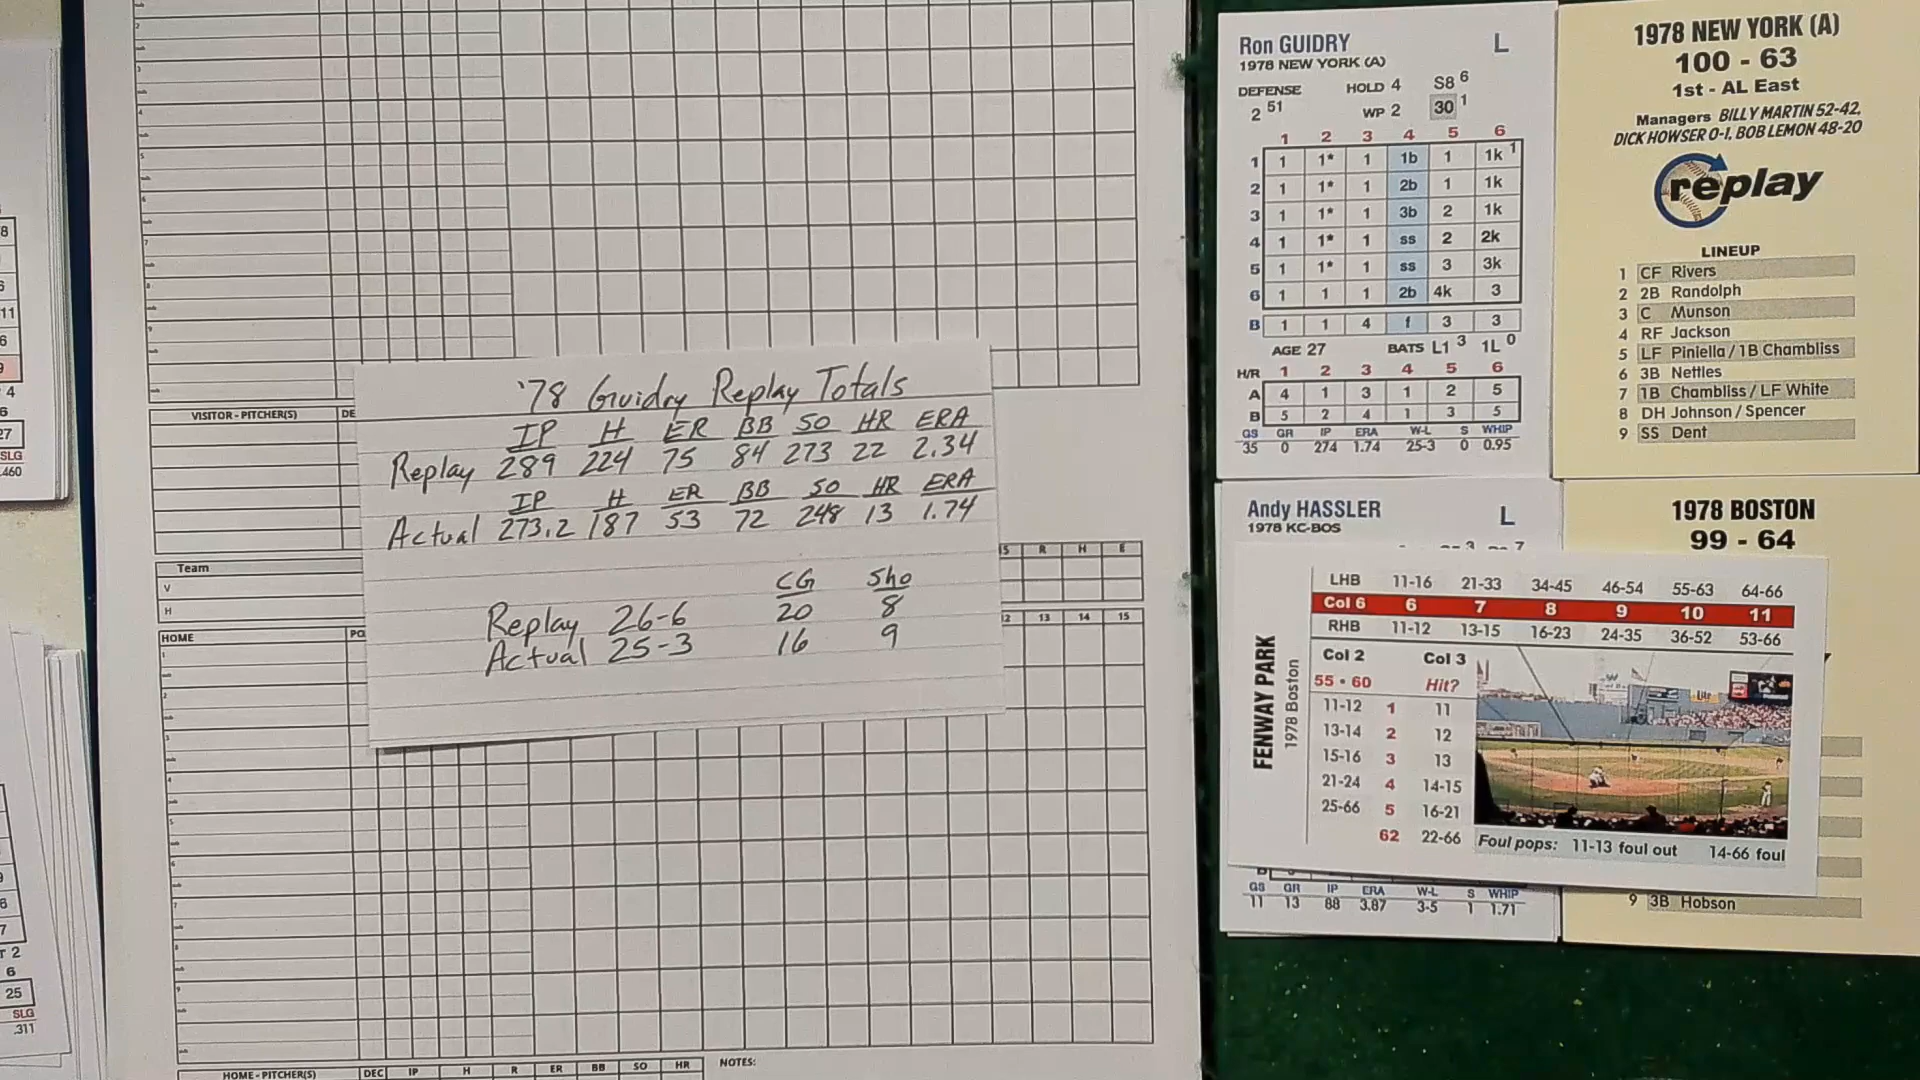 '78 Guidry Replay Totals
IP H ER BB SO HR ERA
Replay 289 224 75 84 273 22 2.34
IP H ER BB SO HR ERA
Actual 273.2 187 53 72 248 13 1.74
CG Sho
Replay 26-6 20 8
Actual 25-3 16 9
VISITOR - PITCHER(S) DE
Team
V
H
R H E
HOME PO
13 14 15
HOME - PITCHER(S) DEC IP H R ER BB SO HR
NOTES:
Ron GUIDRY L
1978 NEW YORK (A)
DEFENSE HOLD 4 S8 6
2 51 WP 2 30 1
1 2 3 4 5 6
1 1 1* 1 1b 1 1k 1
2 1 1* 1 2b 1 1k
3 1 1* 1 3b 2 1k
4 1 1* 1 ss 2 2k
5 1 1* 1 ss 3 3k
6 1 1 1 2b 4k 3
B 1 1 4 f 3 3
AGE 27 BATS L1 3 1L 0
H/R 1 2 3 4 5 6
A 4 1 3 1 2 5
B 5 2 4 1 3 5
GS GR IP ERA W-L S WHIP
35 0 274 1.74 25-3 0 0.95
1978 NEW YORK (A)
100 - 63
1st - AL East
Managers BILLY MARTIN 52-42,
DICK HOWSER 0-1, BOB LEMON 48-20
replay
LINEUP
1 CF Rivers
2 2B Randolph
3 C Munson
4 RF Jackson
5 LF Piniella / 1B Chambliss
6 3B Nettles
7 1B Chambliss / LF White
8 DH Johnson / Spencer
9 SS Dent
Andy HASSLER L
1978 KC-BOS
1978 BOSTON
99 - 64
FENWAY PARK
1978 Boston
LHB 11-16 21-33 34-45 46-54 55-63 64-66
Col 6 6 7 8 9 10 11
RHB 11-12 13-15 16-23 24-35 36-52 53-66
Col 2 Col 3
55 • 60 Hit?
11-12 1 11
13-14 2 12
15-16 3 13
21-24 4 14-15
25-66 5 16-21
62 22-66
Foul pops: 11-13 foul out 14-66 foul
GS GR IP ERA W-L S WHIP
11 13 88 3.87 3-5 1 1.71
9 3B Hobson
SLG
.460
25
SLG
.311